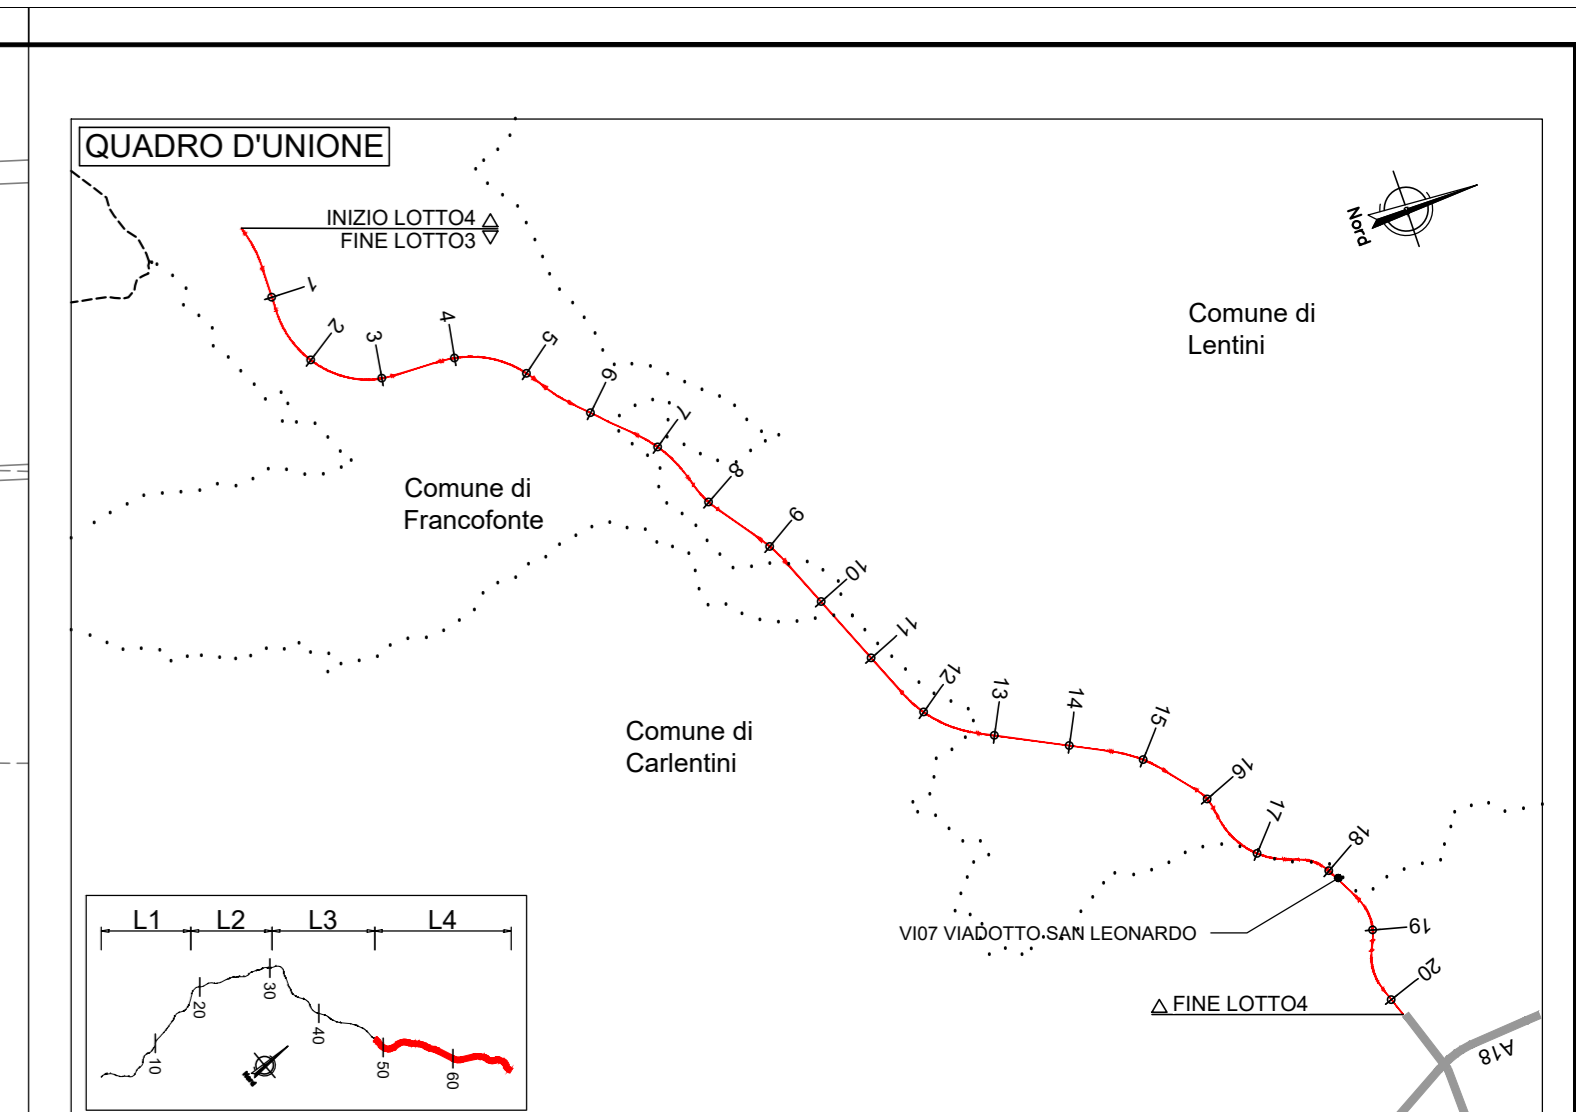 QUADRO D'UNIONE
INIZIO LOTTO4
FINE LOTTO3
Nord
Comune di
Lentini
1
2
3
4
5
6
7
8
9
10
11
12
13
14
15
16
17
18
19
20
Comune di
Francofonte
Comune di
Carlentini
VI07 VIADOTTO SAN LEONARDO
FINE LOTTO4
A18
L1 L2 L3 L4
10
20
30
40
50
60
Nord